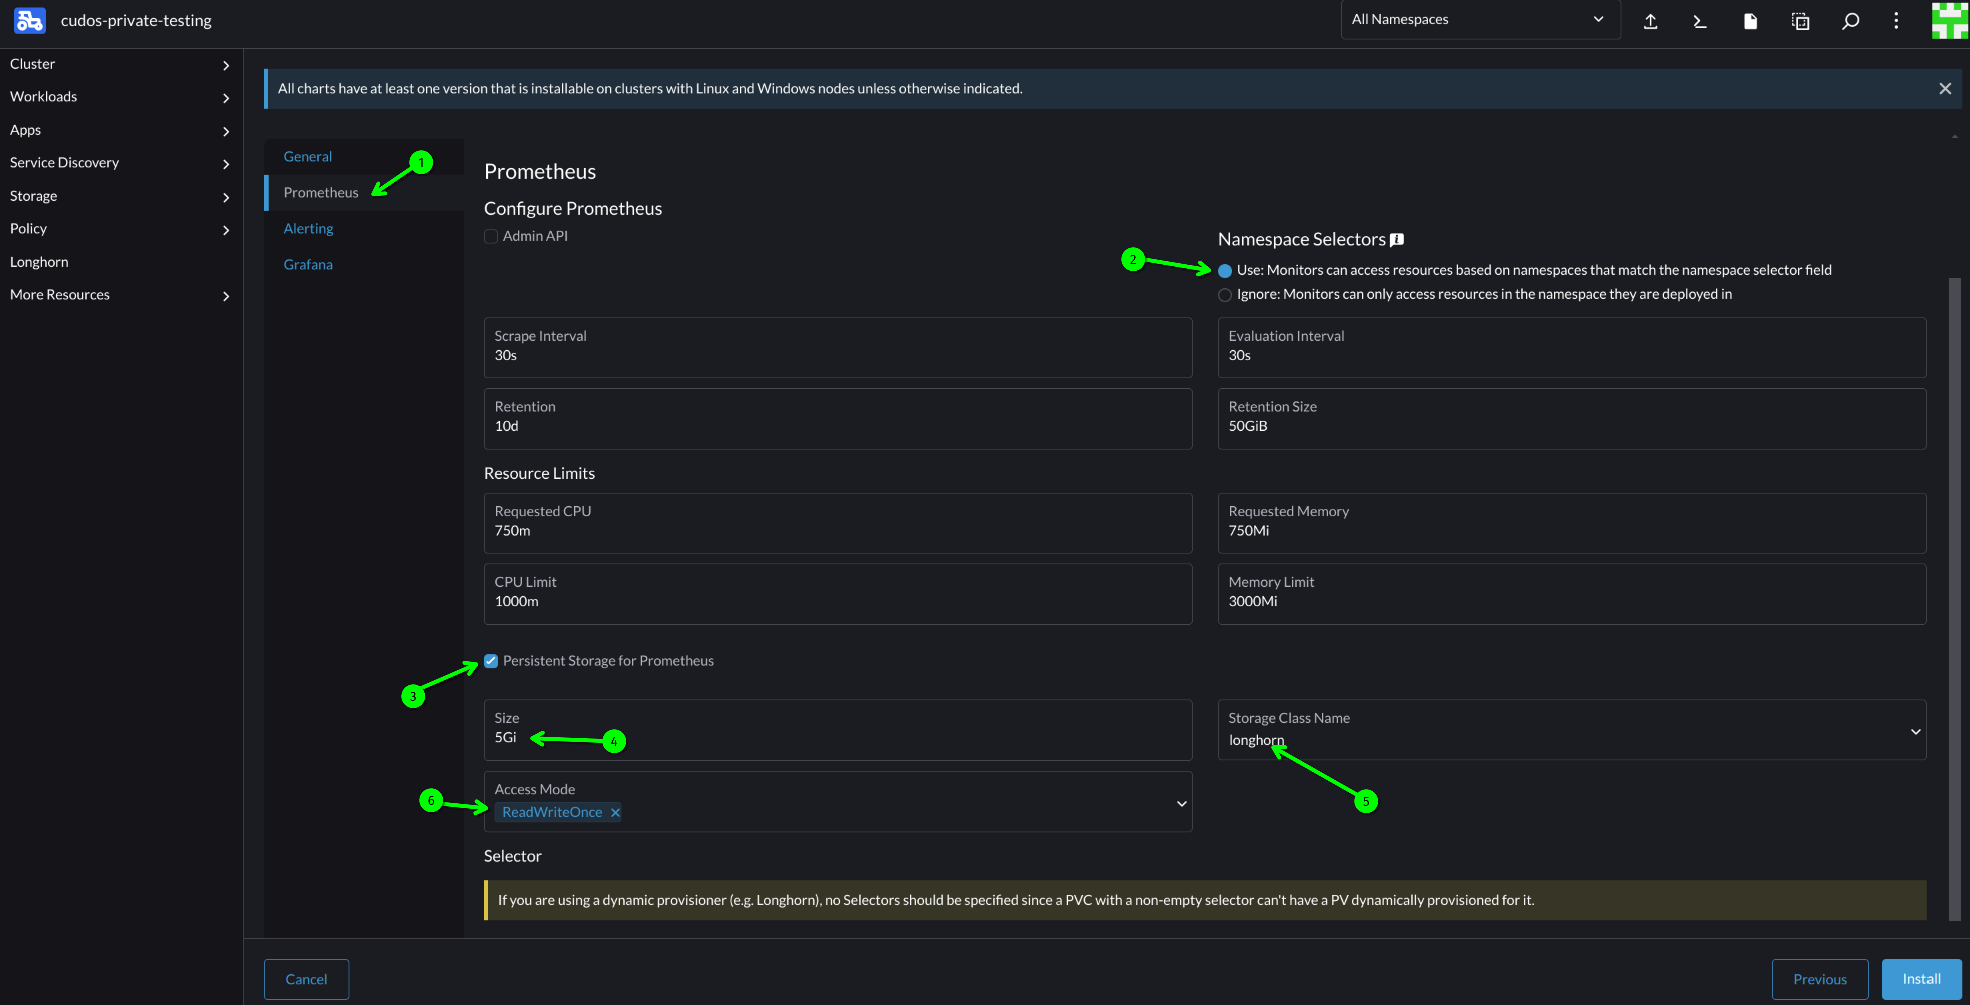 cudos-private-testing
All Namespaces
Cluster
Workloads
Apps
Service Discovery
Storage
Policy
Longhorn
More Resources
All charts have at least one version that is installable on clusters with Linux and Windows nodes unless otherwise indicated.
General
Prometheus
Alerting
Grafana
1
Prometheus
Configure Prometheus
Admin API
Namespace Selectors
2
Use: Monitors can access resources based on namespaces that match the namespace selector field
Ignore: Monitors can only access resources in the namespace they are deployed in
Scrape Interval
30s
Evaluation Interval
30s
Retention
10d
Retention Size
50GiB
Resource Limits
Requested CPU
750m
Requested Memory
750Mi
CPU Limit
1000m
Memory Limit
3000Mi
Persistent Storage for Prometheus
3
Size
5Gi
4
Storage Class Name
longhorn
5
Access Mode
ReadWriteOnce
6
Selector
If you are using a dynamic provisioner (e.g. Longhorn), no Selectors should be specified since a PVC with a non-empty selector can't have a PV dynamically provisioned for it.
Cancel
Previous
Install